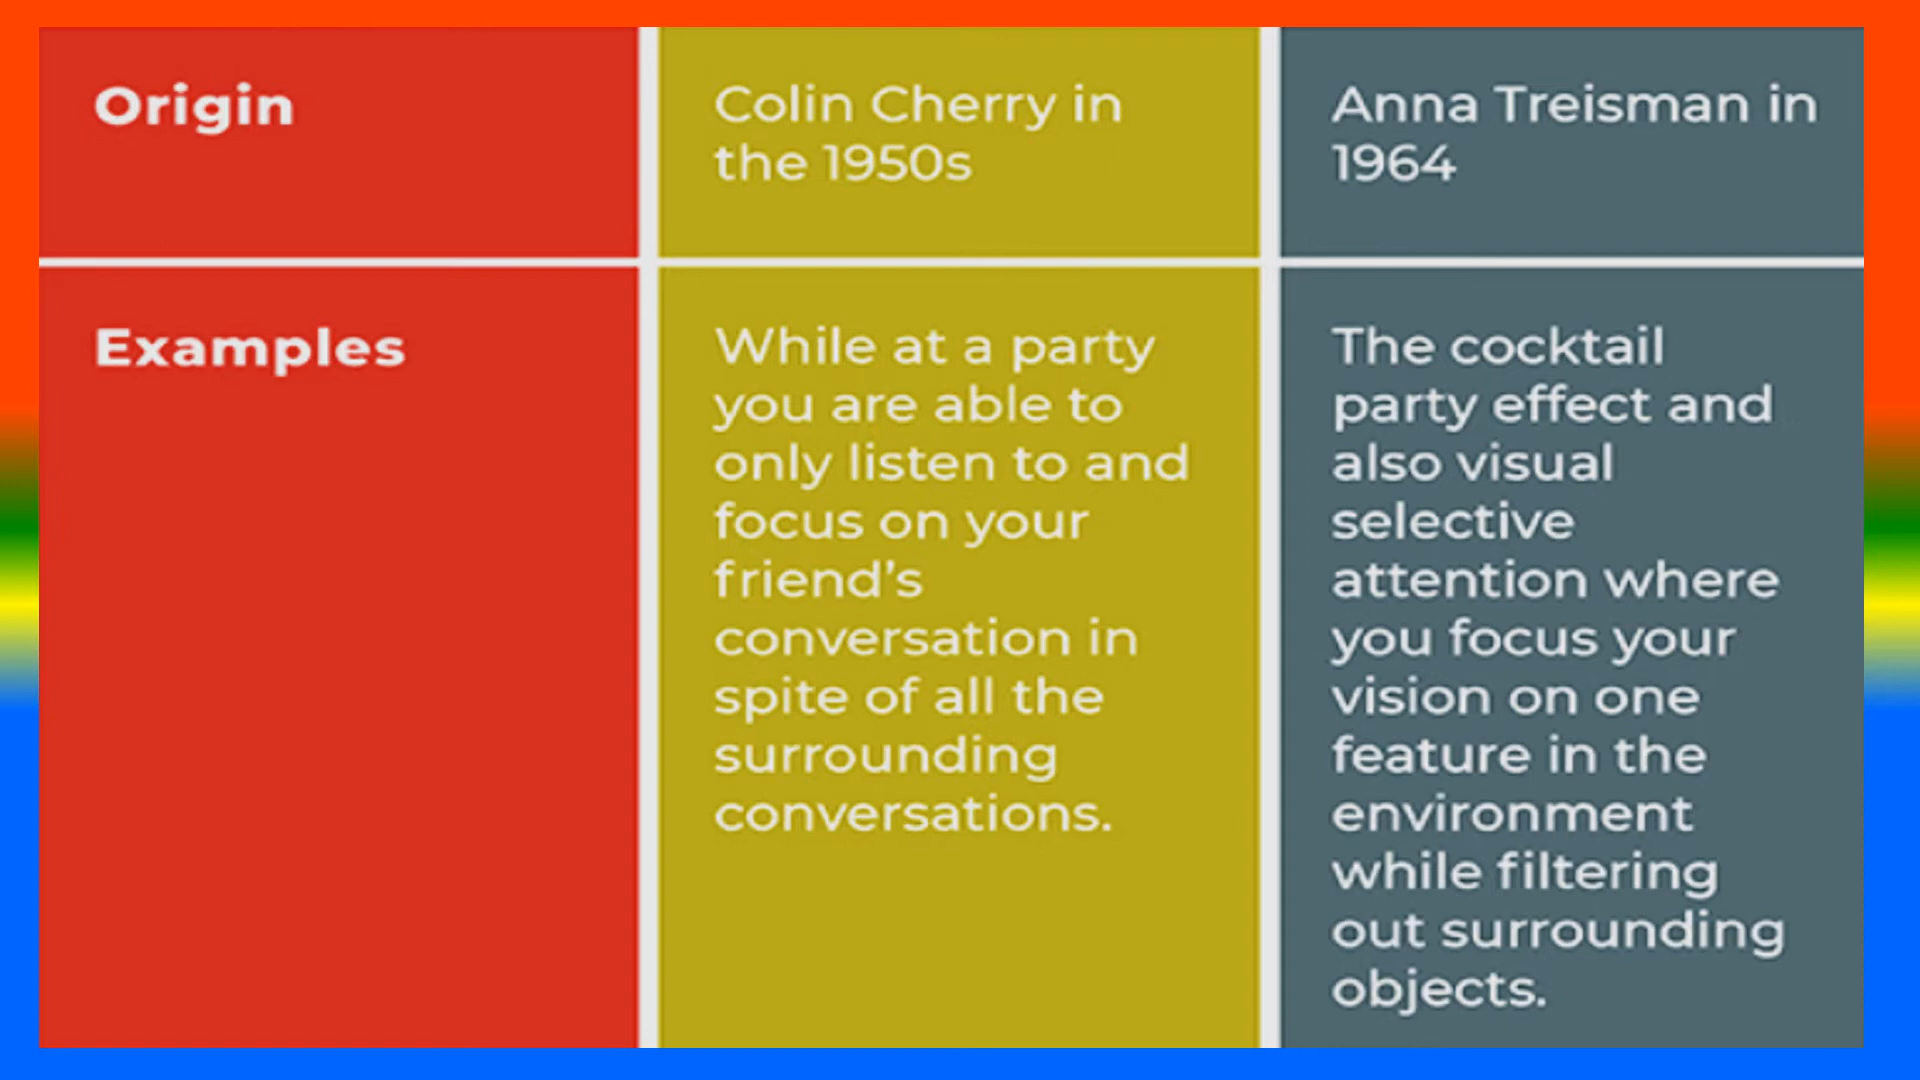 Origin
Colin Cherry in
the 1950s
Anna Treisman in
1964
Examples
While at a party
you are able to
only listen to and
focus on your
friend’s
conversation in
spite of all the
surrounding
conversations.
The cocktail
party effect and
also visual
selective
attention where
you focus your
vision on one
feature in the
environment
while filtering
out surrounding
objects.